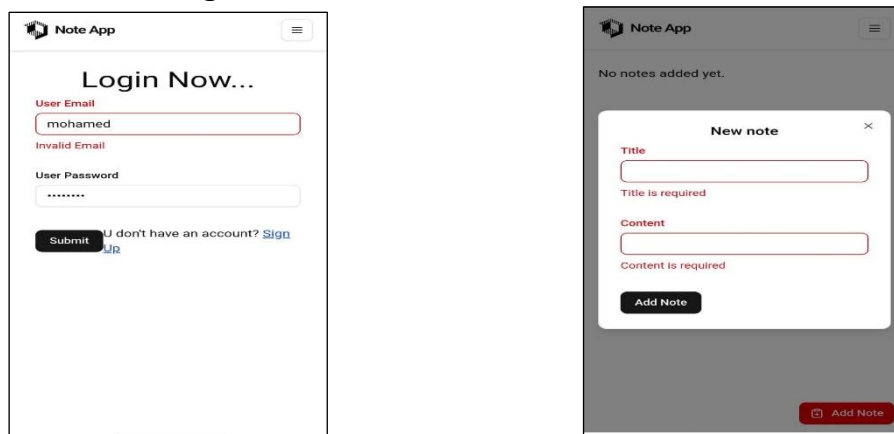 Note App
Login Now...
User Email
mohamed
Invalid Email
User Password
••••••••
Submit
U don't have an account? Sign
Up
Note App
No notes added yet.
New note
Title
Title is required
Content
Content is required
Add Note
Add Note